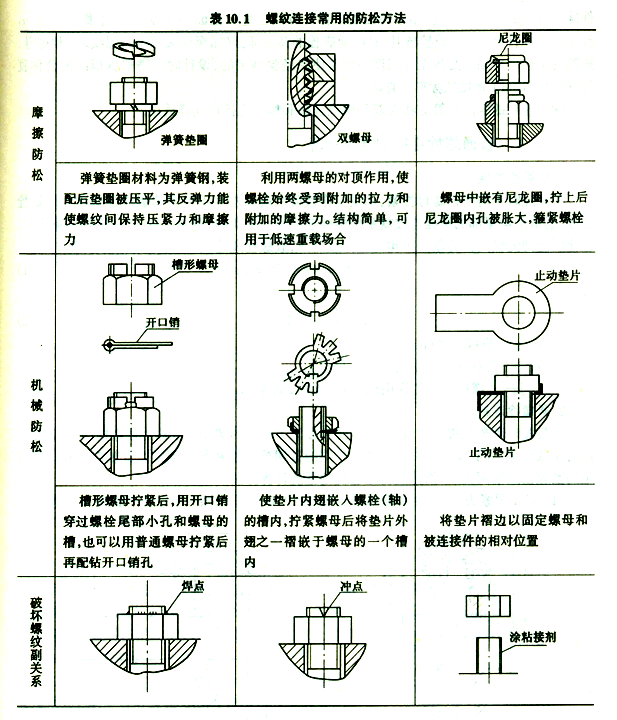 表 10.1 螺纹连接常用的防松方法
摩擦防松
弹簧垫圈
双螺母
尼龙圈
弹簧垫圈材料为弹簧钢,装
配后垫圈被压平,其反弹力能
使螺纹间保持压紧力和摩擦
力
利用两螺母的对顶作用,使
螺栓始终受到附加的拉力和
附加的摩擦力。结构简单,可
用于低速重载场合
螺母中嵌有尼龙圈,拧上后
尼龙圈内孔被胀大,箍紧螺栓
机械防松
槽形螺母
开口销
止动垫片
止动垫片
槽形螺母拧紧后,用开口销
穿过螺栓尾部小孔和螺母的
槽,也可以用普通螺母拧紧后
再配钻开口销孔
使垫片内翅嵌入螺栓(轴)
的槽内,拧紧螺母后将垫片外
翅之一褶嵌于螺母的一个槽
内
将垫片褶边以固定螺母和
被连接件的相对位置
破坏螺纹副关系
焊点
冲点
涂粘接剂